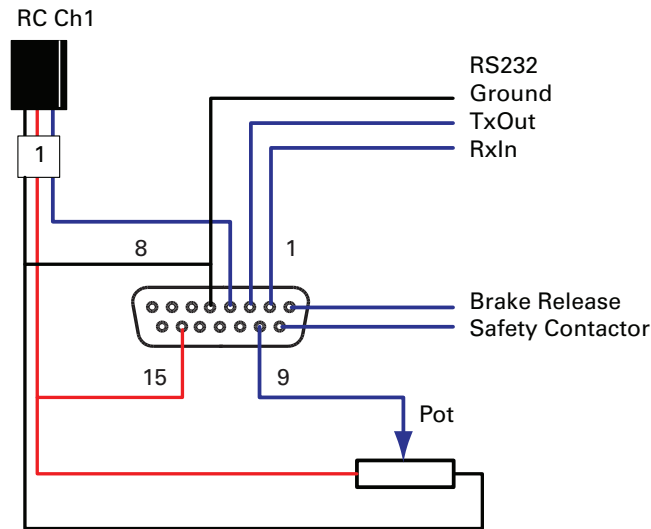 RC Ch1
RS232
Ground
TxOut
RxIn
1
8
1
Brake Release
Safety Contactor
15
9
Pot